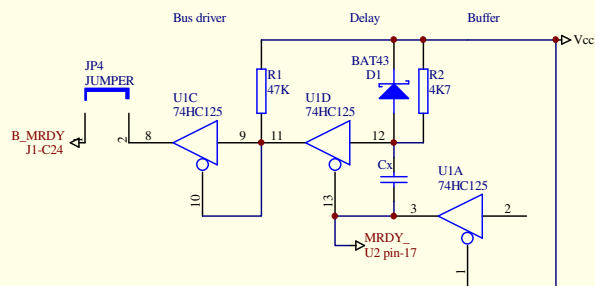 Bus driver Delay Buffer
Vcc
JP4
JUMPER
BAT43
D1
R1
47K
R2
4K7
U1C
74HC125
U1D
74HC125
B_MRDY
J1-C24
1
2
8
9
11
12
10
13
Cx
U1A
74HC125
3
2
1
MRDY_
U2 pin-17